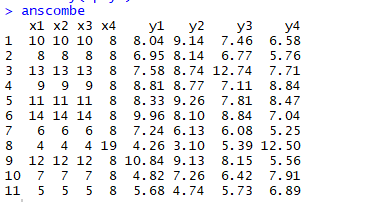 > anscombe
x1 x2 x3 x4 y1 y2 y3 y4
1 10 10 10 8 8.04 9.14 7.46 6.58
2 8 8 8 8 6.95 8.14 6.77 5.76
3 13 13 13 8 7.58 8.74 12.74 7.71
4 9 9 9 8 8.81 8.77 7.11 8.84
5 11 11 11 8 8.33 9.26 7.81 8.47
6 14 14 14 8 9.96 8.10 8.84 7.04
7 6 6 6 8 7.24 6.13 6.08 5.25
8 4 4 4 19 4.26 3.10 5.39 12.50
9 12 12 12 8 10.84 9.13 8.15 5.56
10 7 7 7 8 4.82 7.26 6.42 7.91
11 5 5 5 8 5.68 4.74 5.73 6.89